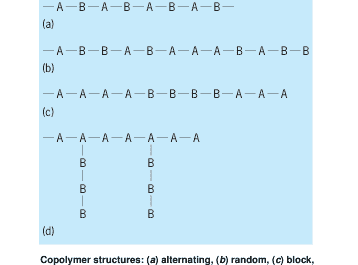 —A—B—A—B—A—B—A—B—
(a)
—A—B—B—A—B—A—A—A—B—A—B—B
(b)
—A—A—A—A—B—B—B—B—A—A—A
(c)
—A—A—A—A—A—A—A
B B
B B
B B
(d)
Copolymer structures: (a) alternating, (b) random, (c) block,